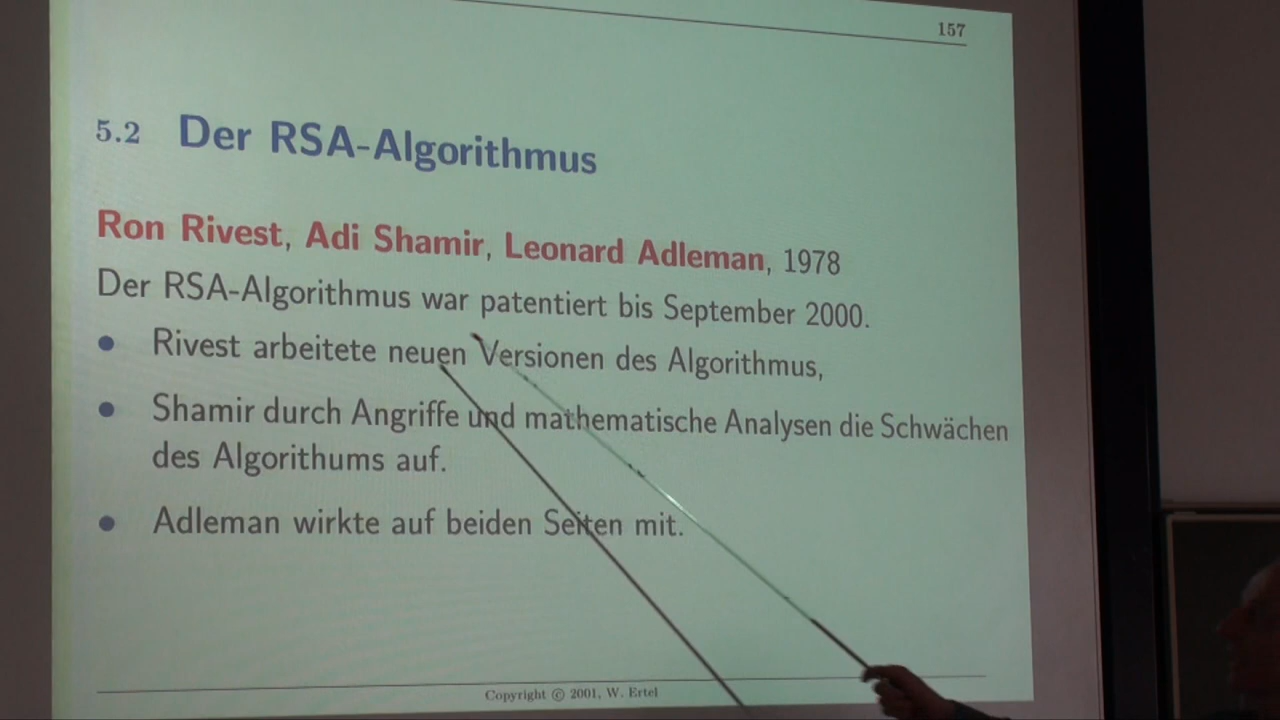 157
5.2 Der RSA-Algorithmus
Ron Rivest, Adi Shamir, Leonard Adleman, 1978
Der RSA-Algorithmus war patentiert bis September 2000.
• Rivest arbeitete neuen Versionen des Algorithmus,
• Shamir durch Angriffe und mathematische Analysen die Schwächen
des Algorithums auf.
• Adleman wirkte auf beiden Seiten mit.
Copyright © 2001, W. Ertel